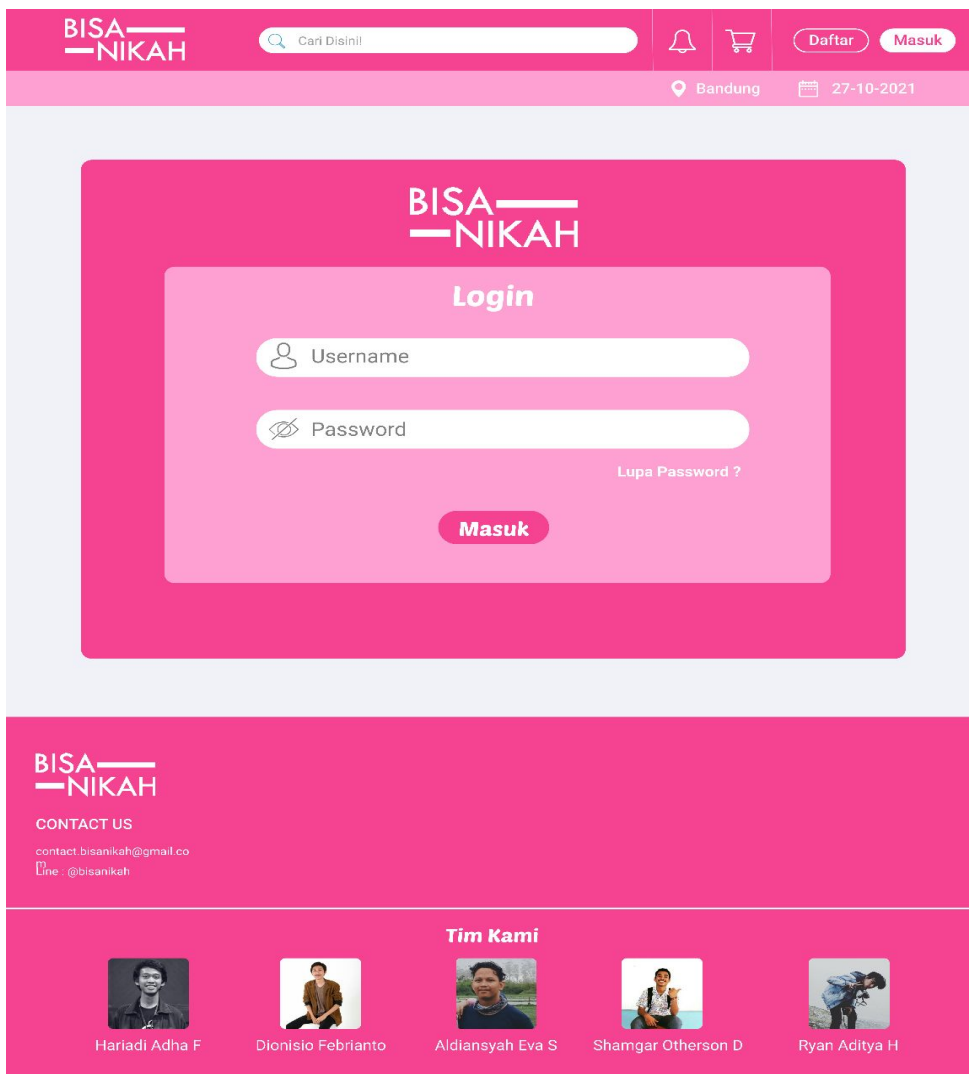 BISA
NIKAH
Cari Disini!
Daftar
Masuk
Bandung
27-10-2021
BISA
NIKAH
Login
Username
Password
Lupa Password ?
Masuk
BISA
NIKAH
CONTACT US
contact.bisanikah@gmail.co
m
Line : @bisanikah
Tim Kami
Hariadi Adha F
Dionisio Febrianto
Aldiansyah Eva S
Shamgar Otherson D
Ryan Aditya H